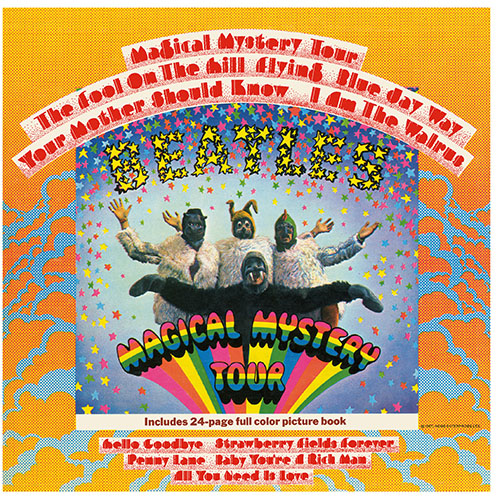 Magical Mystery Tour
The Fool On The Hill Flying Blue Jay Way
Your Mother Should Know I Am The Walrus
BEATLES
MAGICAL MYSTERY
TOUR
Includes 24-page full color picture book
Hello Goodbye Strawberry Fields Forever
Penny Lane Baby You're A Rich Man
All You Need Is Love